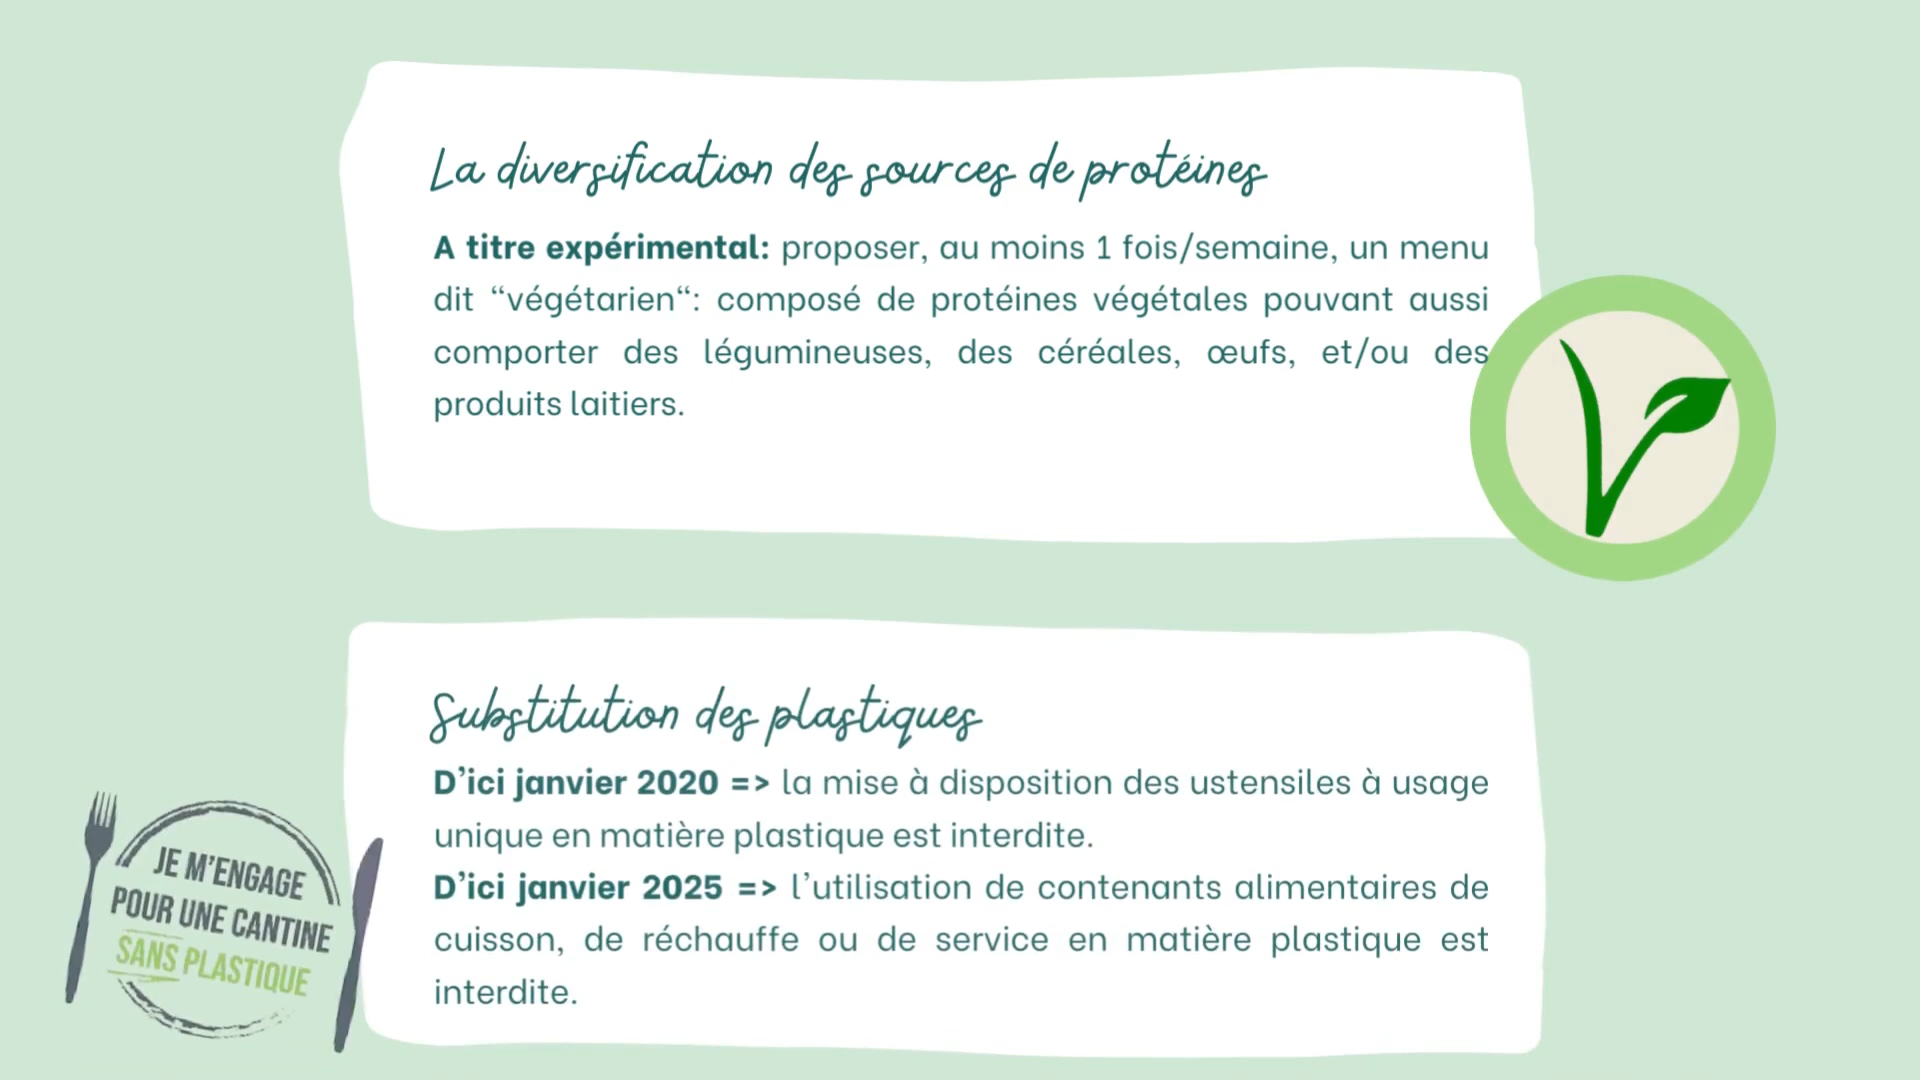 La diversification des sources de protéines
A titre expérimental: proposer, au moins 1 fois/semaine, un menu
dit “végétarien“: composé de protéines végétales pouvant aussi
comporter des légumineuses, des céréales, œufs, et/ou des
produits laitiers.
Substitution des plastiques
D’ici janvier 2020 => la mise à disposition des ustensiles à usage
unique en matière plastique est interdite.
D’ici janvier 2025 => l’utilisation de contenants alimentaires de
cuisson, de réchauffe ou de service en matière plastique est
interdite.
JE M’ENGAGE
POUR UNE CANTINE
SANS PLASTIQUE